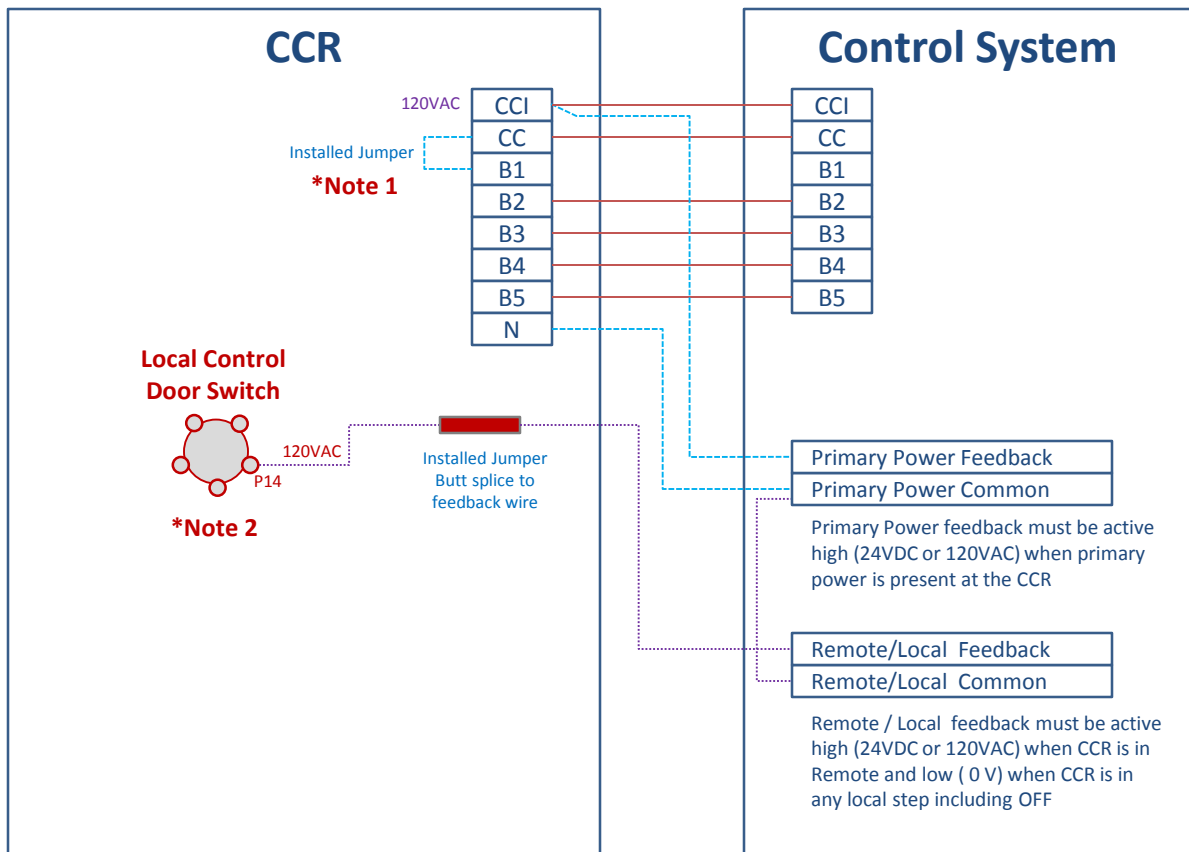 CCR
Control System
120VAC
CCI
CC
B1
B2
B3
B4
B5
N
Installed Jumper
*Note 1
CCI
CC
B1
B2
B3
B4
B5
Local Control
Door Switch
120VAC
P14
*Note 2
Installed Jumper
Butt splice to
feedback wire
Primary Power Feedback
Primary Power Common
Primary Power feedback must be active
high (24VDC or 120VAC) when primary
power is present at the CCR
Remote/Local Feedback
Remote/Local Common
Remote / Local feedback must be active
high (24VDC or 120VAC) when CCR is in
Remote and low ( 0 V) when CCR is in
any local step including OFF